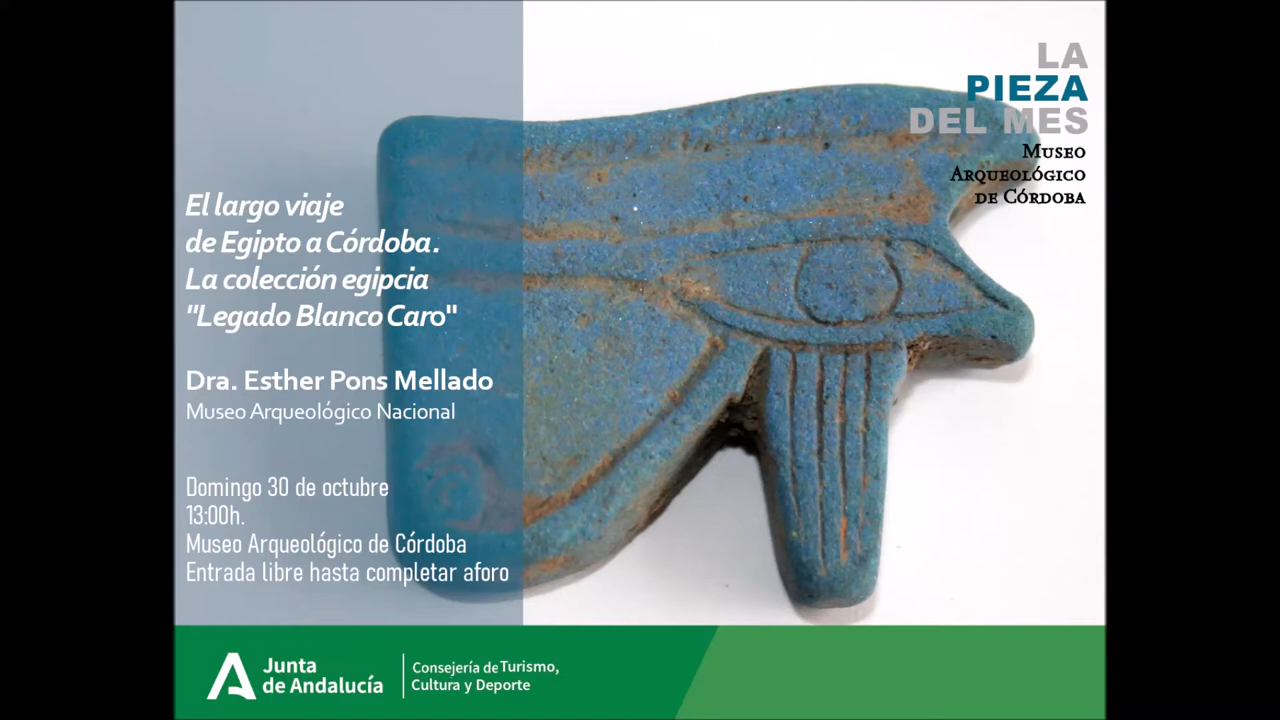 LA
PIEZA
DEL MES
Museo
Arqueológico
de Córdoba
El largo viaje
de Egipto a Córdoba.
La colección egipcia
"Legado Blanco Caro"
Dra. Esther Pons Mellado
Museo Arqueológico Nacional
Domingo 30 de octubre
13:00h.
Museo Arqueológico de Córdoba
Entrada libre hasta completar aforo
Junta
de Andalucía
Consejería de Turismo,
Cultura y Deporte